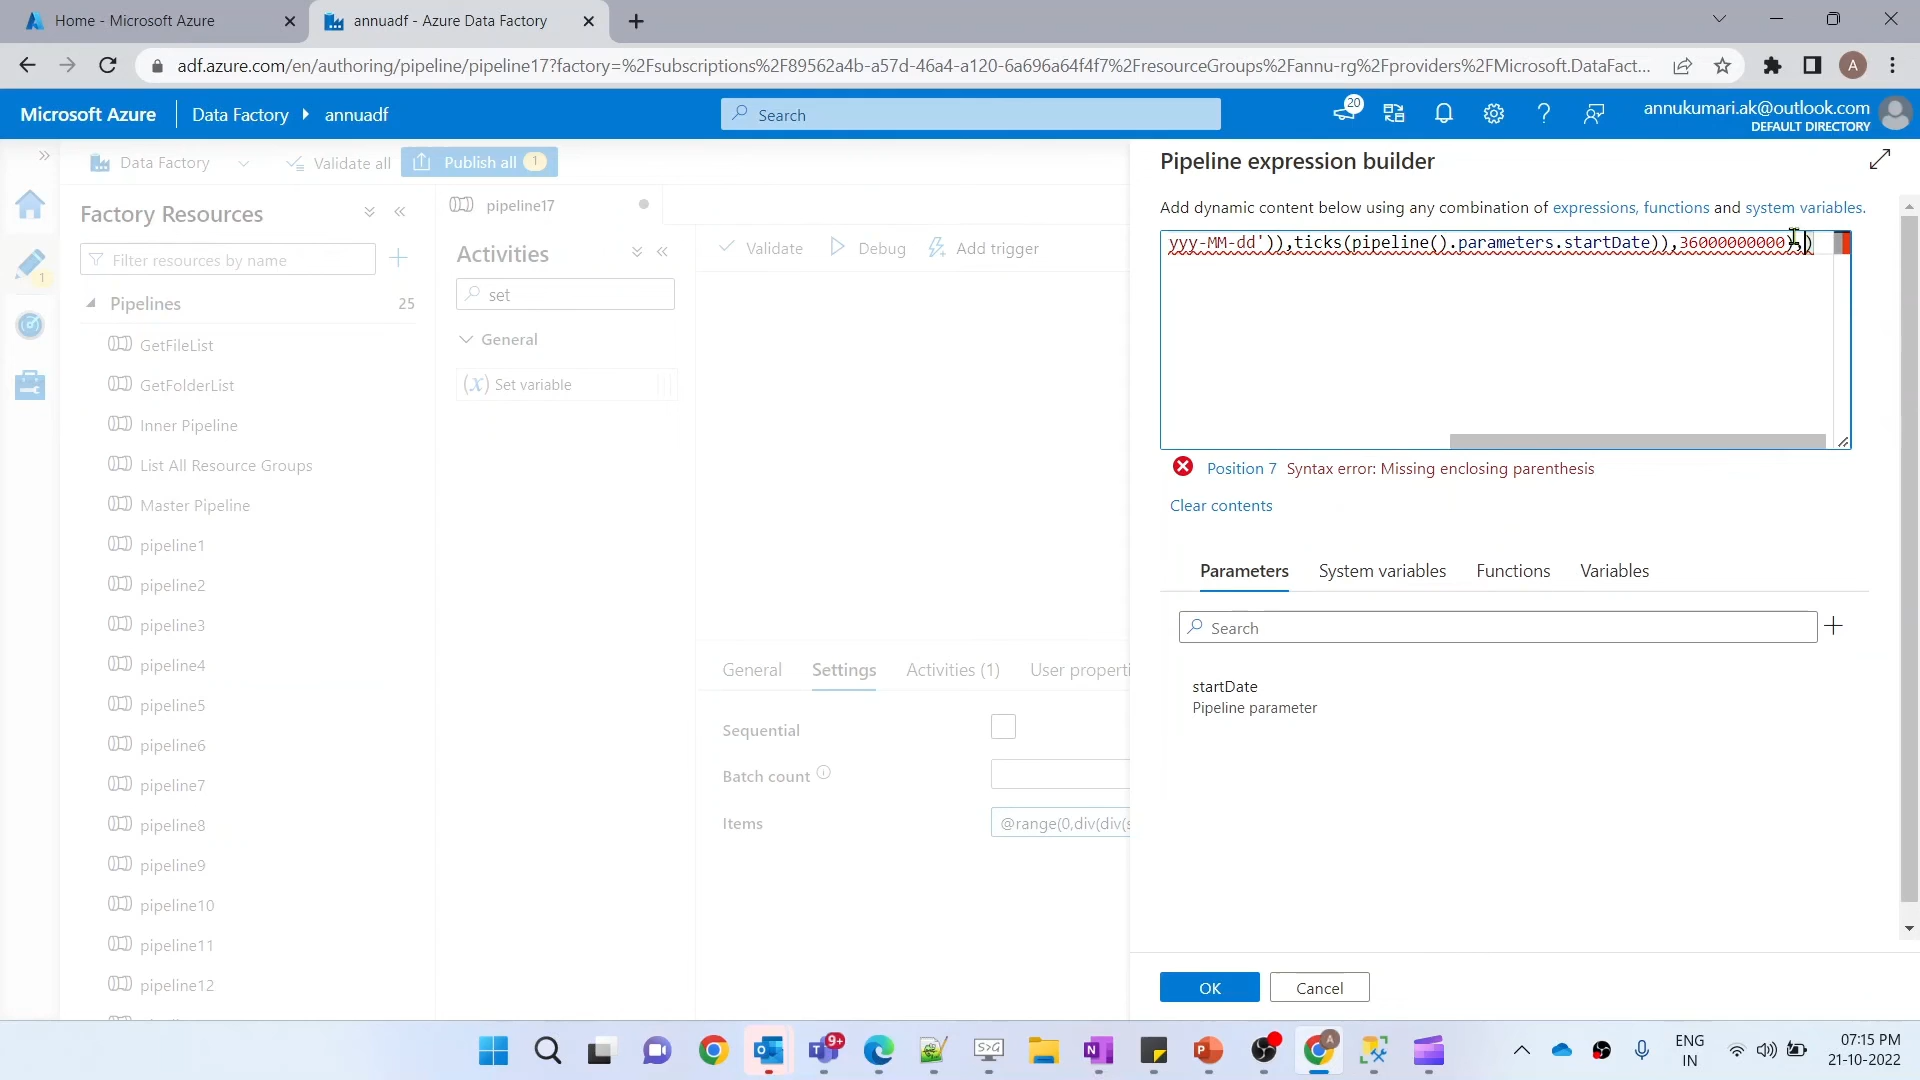 Home - Microsoft Azure
annuadf - Azure Data Factory
adf.azure.com/en/authoring/pipeline/pipeline17?factory=%2Fsubscriptions%2F89562a4b-a57d-46a4-a120-6a696a64f4f7%2FresourceGroups%2Fannu-rg%2Fproviders%2FMicrosoft.DataFact...
A
Microsoft Azure
Data Factory
annuadf
Search
20
annukumari.ak@outlook.com
DEFAULT DIRECTORY
Data Factory
Validate all
Publish all 1
Factory Resources
Filter resources by name
1
Pipelines 25
GetFileList
GetFolderList
Inner Pipeline
List All Resource Groups
Master Pipeline
pipeline1
pipeline2
pipeline3
pipeline4
pipeline5
pipeline6
pipeline7
pipeline8
pipeline9
pipeline10
pipeline11
pipeline12
pipeline17
Activities
set
General
(x) Set variable
Validate
Debug
Add trigger
General
Settings
Activities (1)
User properti
Sequential
Batch count
Items
@range(0,div(div(s
Pipeline expression builder
Add dynamic content below using any combination of expressions, functions and system variables.
yyy-MM-dd')),ticks(pipeline().parameters.startDate)),36000000000),)
Position 7 Syntax error: Missing enclosing parenthesis
Clear contents
Parameters
System variables
Functions
Variables
Search
startDate
Pipeline parameter
OK
Cancel
9+
S>G
A
ENG
IN
07:15 PM
21-10-2022